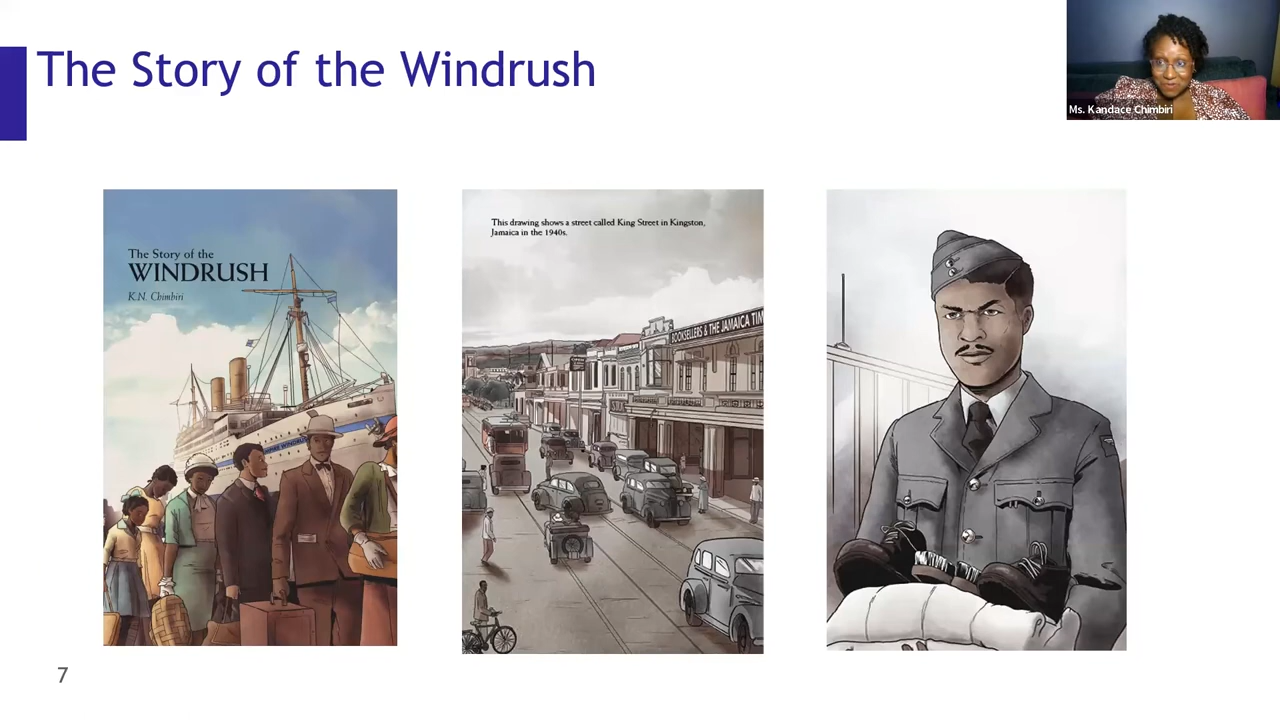 The Story of the Windrush
Ms. Kandace Chimbiri
The Story of the
WINDRUSH
K.N. Chimbiri
This drawing shows a street called King Street in Kingston,
Jamaica in the 1940s.
BOOKSELLERS & THE JAMAICA TIM
7